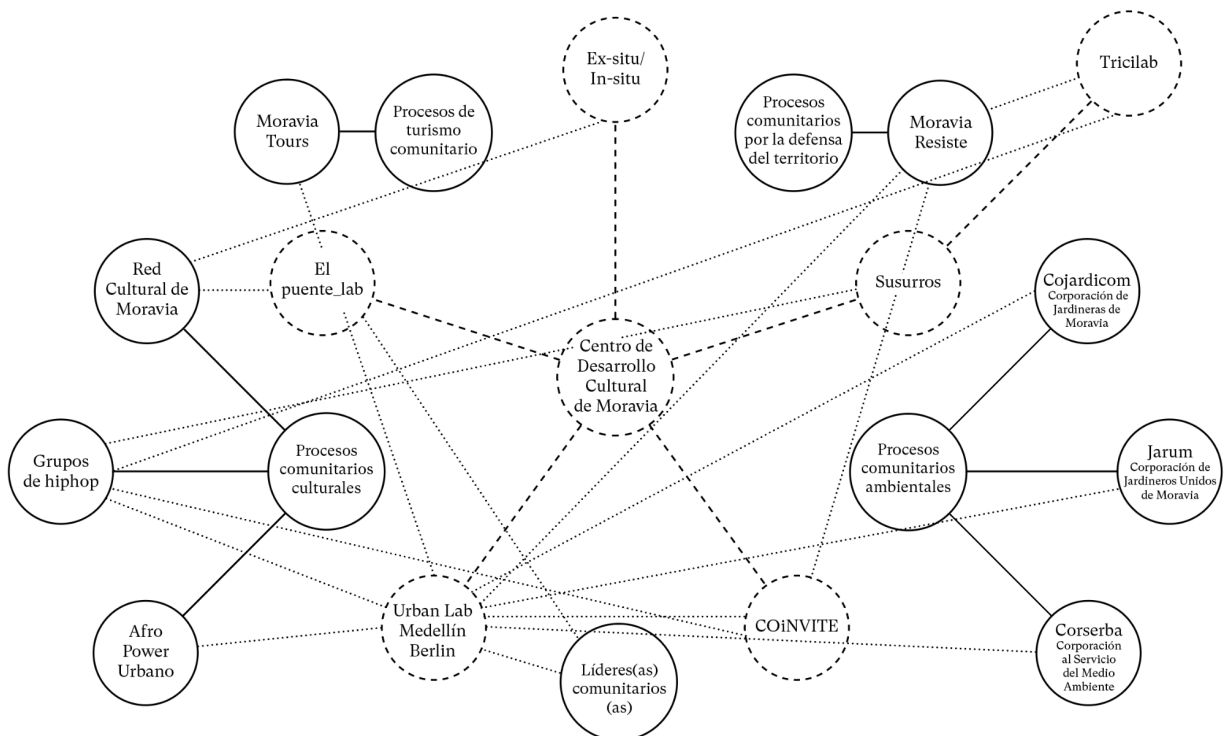 Ex-situ/
In-situ
Tricilab
Moravia
Tours
Procesos de
turismo
comunitario
Procesos
comunitarios
por la defensa
del territorio
Moravia
Resiste
Red
Cultural de
Moravia
El
puente_lab
Susurros
Cojardicom
Corporación de
Jardineras de
Moravia
Centro de
Desarrollo
Cultural
de Moravia
Grupos
de hiphop
Procesos
comunitarios
culturales
Procesos
comunitarios
ambientales
Jarum
Corporación de
Jardineros Unidos
de Moravia
Afro
Power
Urbano
Urban Lab
Medellín
Berlin
Líderes(as)
comunitarios
(as)
COiNVITE
Corserba
Corporación
al Servicio
del Medio
Ambiente